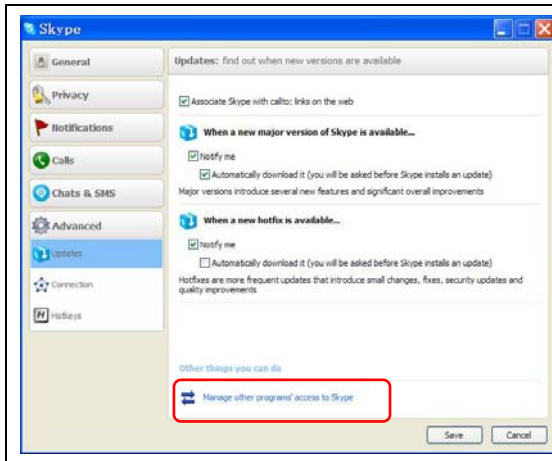 Skype
General
Privacy
Notifications
Calls
Chats & SMS
Advanced
Updates
Connection
Hotkeys
Updates: find out when new versions are available
Associate Skype with callto: links on the web
When a new major version of Skype is available...
Notify me
Automatically download it (you will be asked before Skype installs an update)
Major versions introduce several new features and significant overall improvements
When a new hotfix is available...
Notify me
Automatically download it (you will be asked before Skype installs an update)
Hotfixes are more frequent updates that introduce small changes, fixes, security updates and
quality improvements
Other things you can do
Manage other programs' access to Skype
Save
Cancel